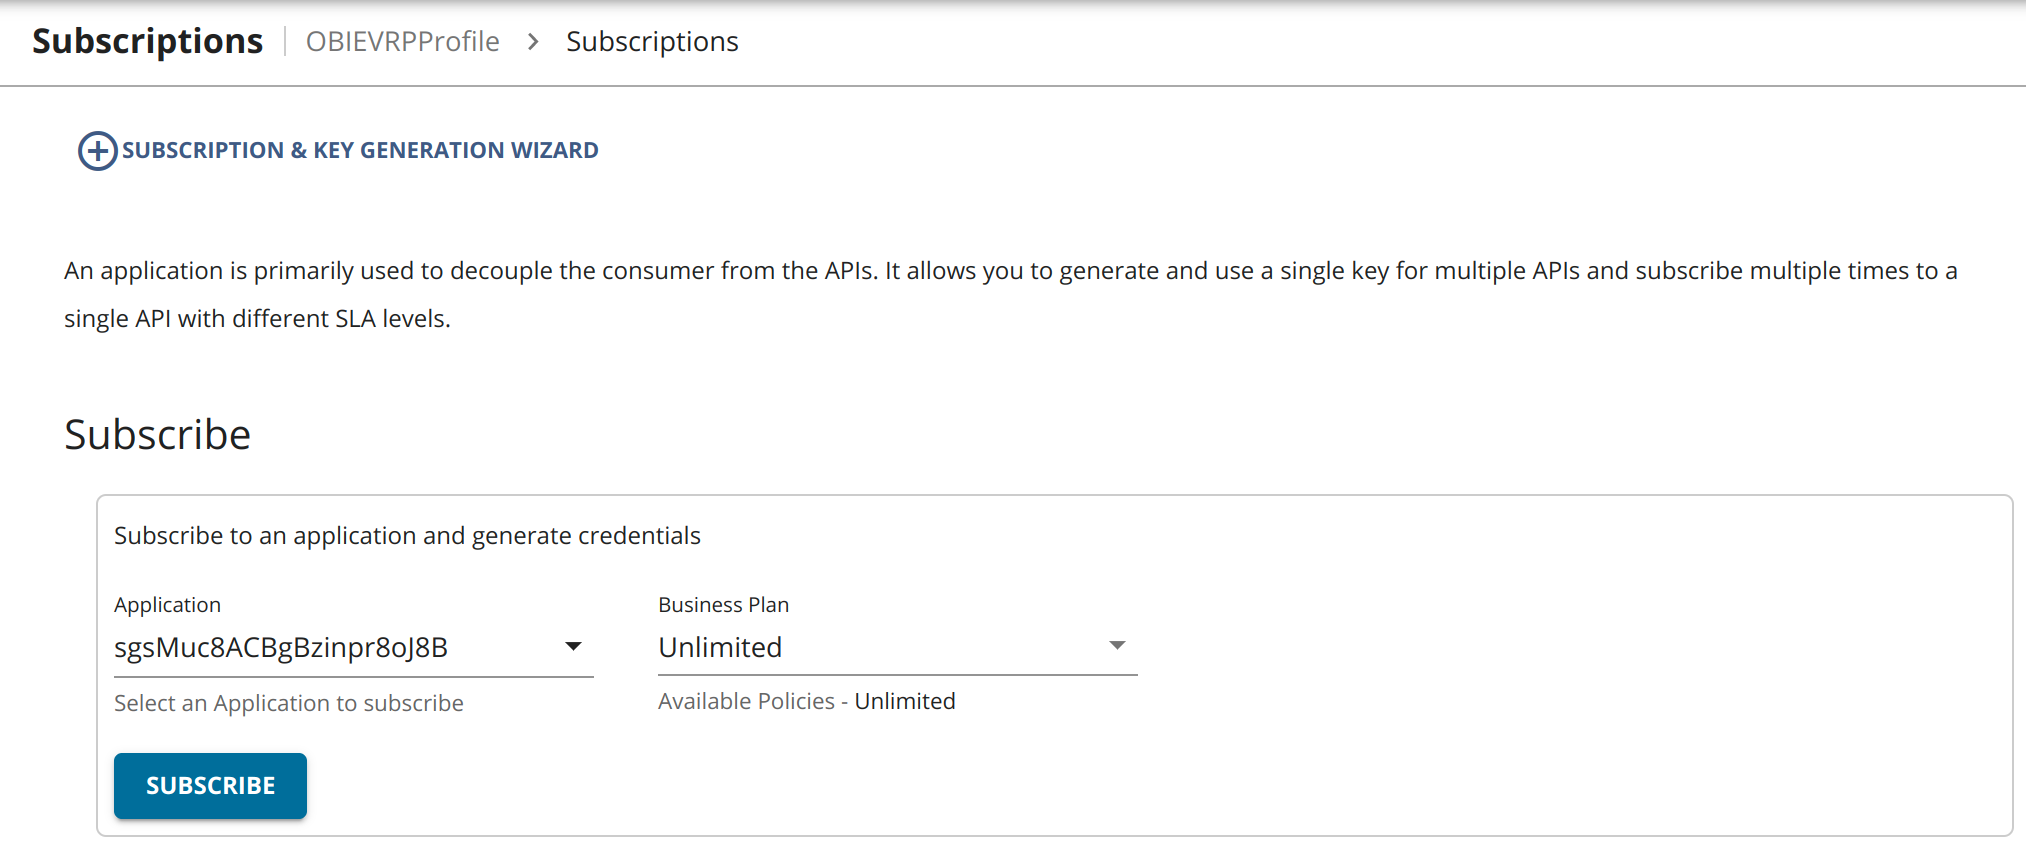 Subscriptions OBIEVRPProfile Subscriptions
SUBSCRIPTION & KEY GENERATION WIZARD
An application is primarily used to decouple the consumer from the APIs. It allows you to generate and use a single key for multiple APIs and subscribe multiple times to a
single API with different SLA levels.
Subscribe
Subscribe to an application and generate credentials
Application Business Plan
sgsMuc8ACBgBzinpr8oJ8B Unlimited
Select an Application to subscribe Available Policies - Unlimited
SUBSCRIBE